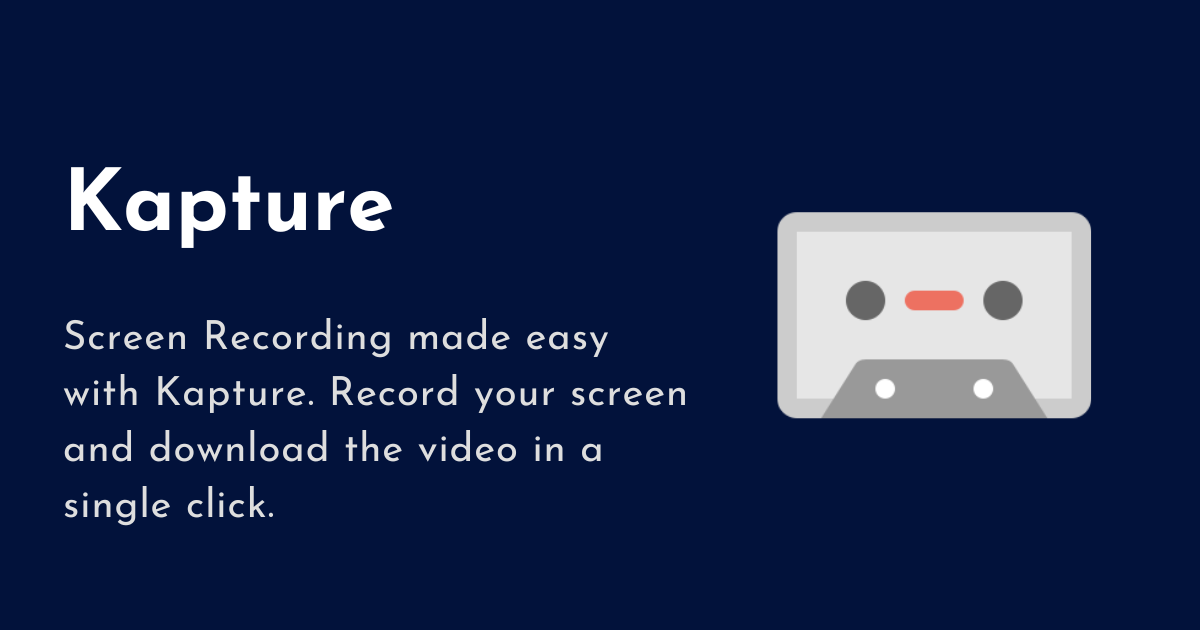 Kapture
Screen Recording made easy
with Kapture. Record your screen
and download the video in a
single click.